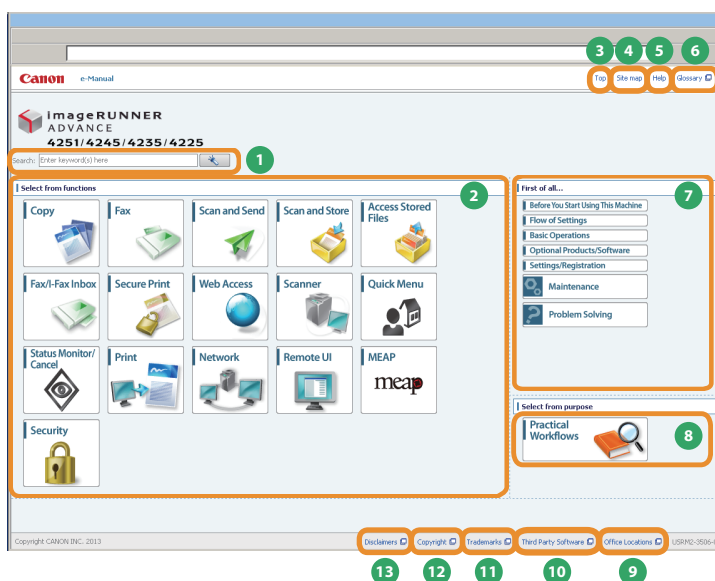 3 4 5 6
Canon e-Manual
Top Site map Help Glossary
imageRUNNER
ADVANCE
4251/4245/4235/4225
Search: Enter keyword(s) here
1
Select from functions
2
Copy
Fax
Scan and Send
Scan and Store
Access Stored
Files
Fax/I-Fax Inbox
Secure Print
Web Access
Scanner
Quick Menu
Status Monitor/
Cancel
Print
Network
Remote UI
MEAP
meap
Security
First of all...
7
Before You Start Using This Machine
Flow of Settings
Basic Operations
Optional Products/Software
Settings/Registration
Maintenance
Problem Solving
Select from purpose
Practical
Workflows
8
Copyright CANON INC. 2013
Disclaimers Copyright Trademarks Third Party Software Office Locations
13 12 11 10 9